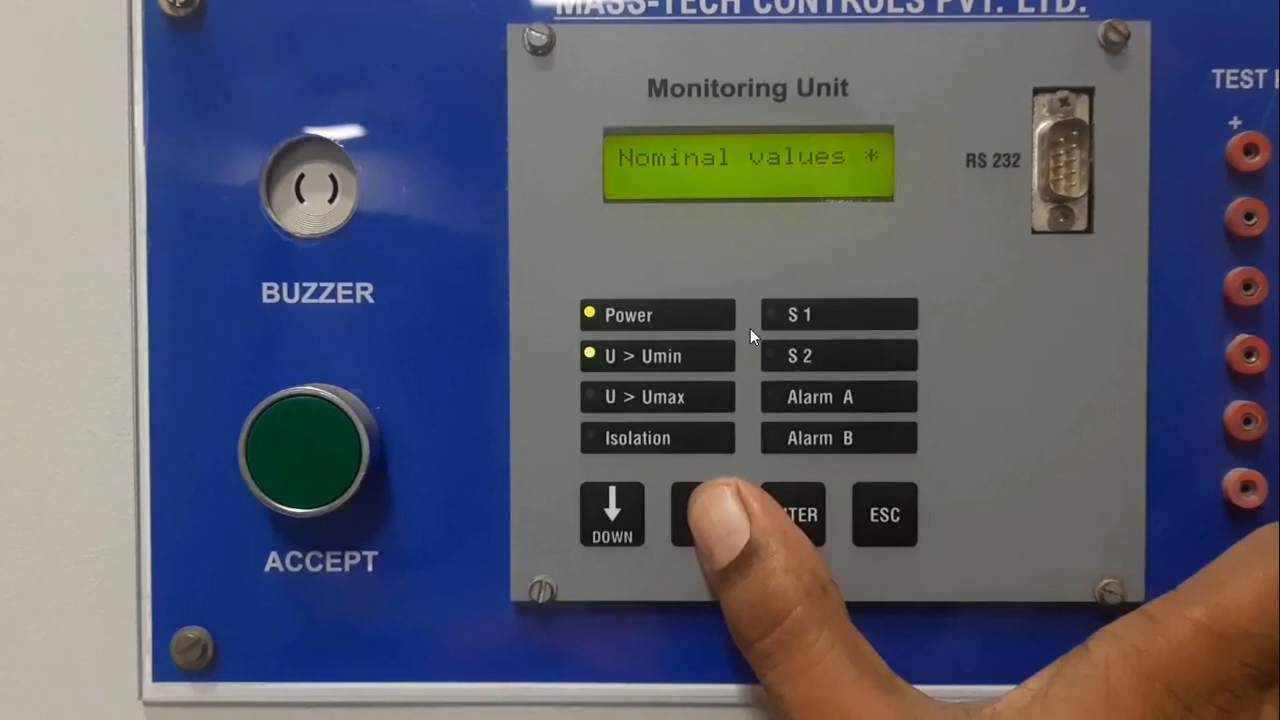 MASS-TECH CONTROLS PVT. LTD.
Monitoring Unit
TEST
+
Nominal values *
RS 232
BUZZER
Power
S 1
U > Umin
S 2
U > Umax
Alarm A
Isolation
Alarm B
DOWN
ESC
ACCEPT